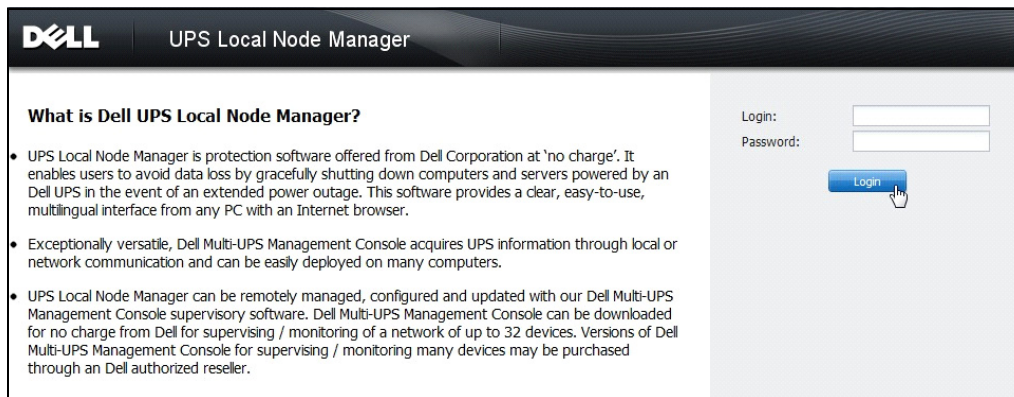 DELL
UPS Local Node Manager
What is Dell UPS Local Node Manager?
• UPS Local Node Manager is protection software offered from Dell Corporation at ‘no charge’. It
enables users to avoid data loss by gracefully shutting down computers and servers powered by an
Dell UPS in the event of an extended power outage. This software provides a clear, easy-to-use,
multilingual interface from any PC with an Internet browser.
• Exceptionally versatile, Dell Multi-UPS Management Console acquires UPS information through local or
network communication and can be easily deployed on many computers.
• UPS Local Node Manager can be remotely managed, configured and updated with our Dell Multi-UPS
Management Console supervisory software. Dell Multi-UPS Management Console can be downloaded
for no charge from Dell for supervising / monitoring of a network of up to 32 devices. Versions of Dell
Multi-UPS Management Console for supervising / monitoring many devices may be purchased
through an Dell authorized reseller.
Login:
Password:
Login